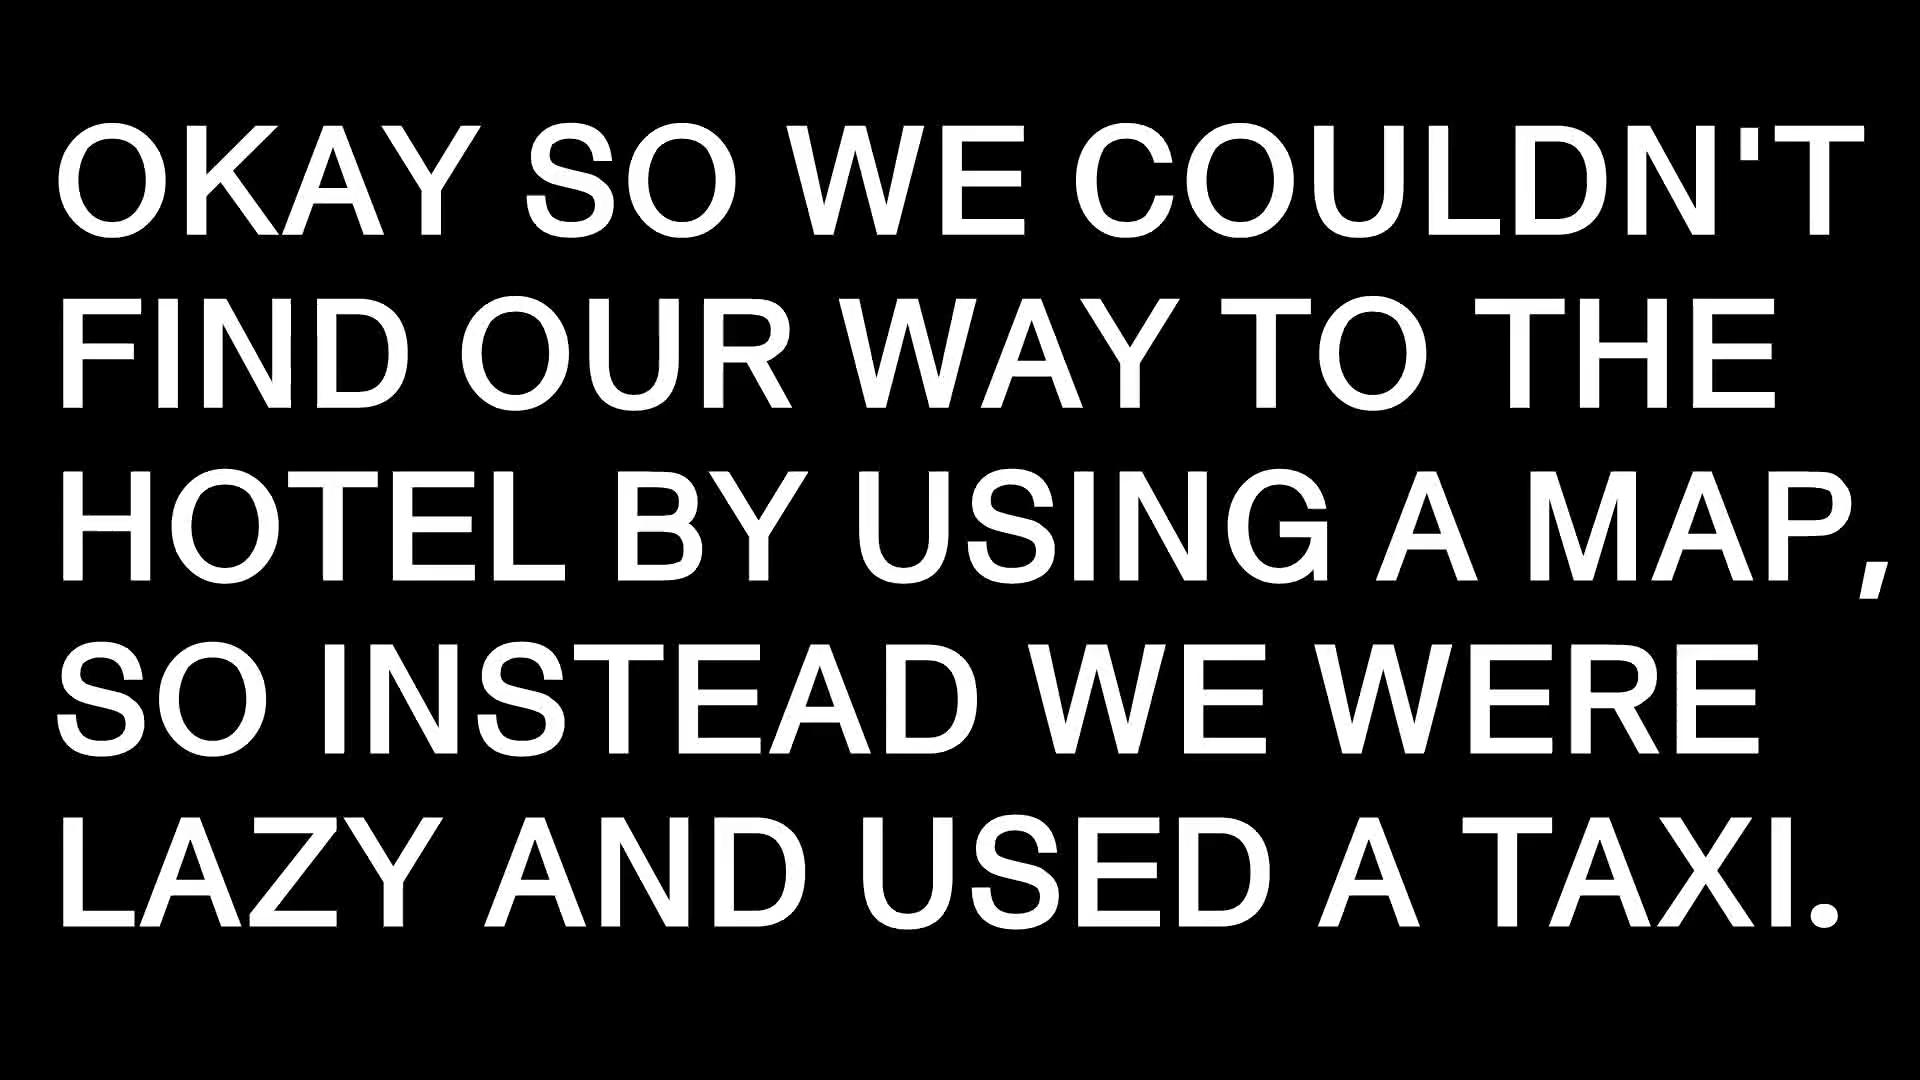 OKAY SO WE COULDN'T
FIND OUR WAY TO THE
HOTEL BY USING A MAP,
SO INSTEAD WE WERE
LAZY AND USED A TAXI.